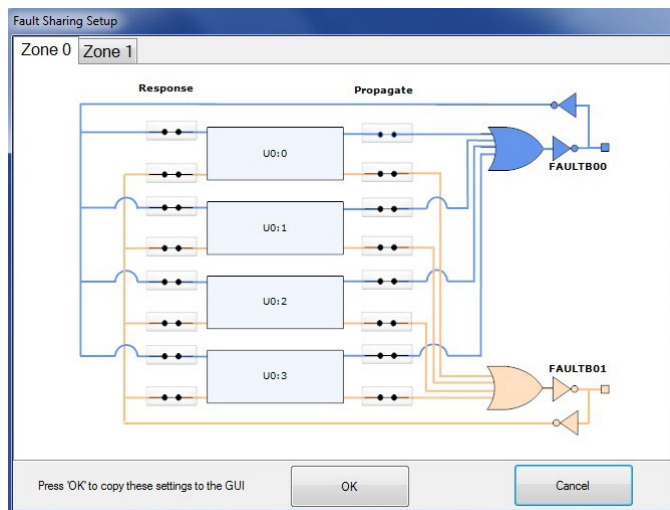 Fault Sharing Setup
Zone 0 Zone 1
Response Propagate
U0:0
FAULTB00
U0:1
U0:2
FAULTB01
U0:3
Press 'OK' to copy these settings to the GUI OK Cancel